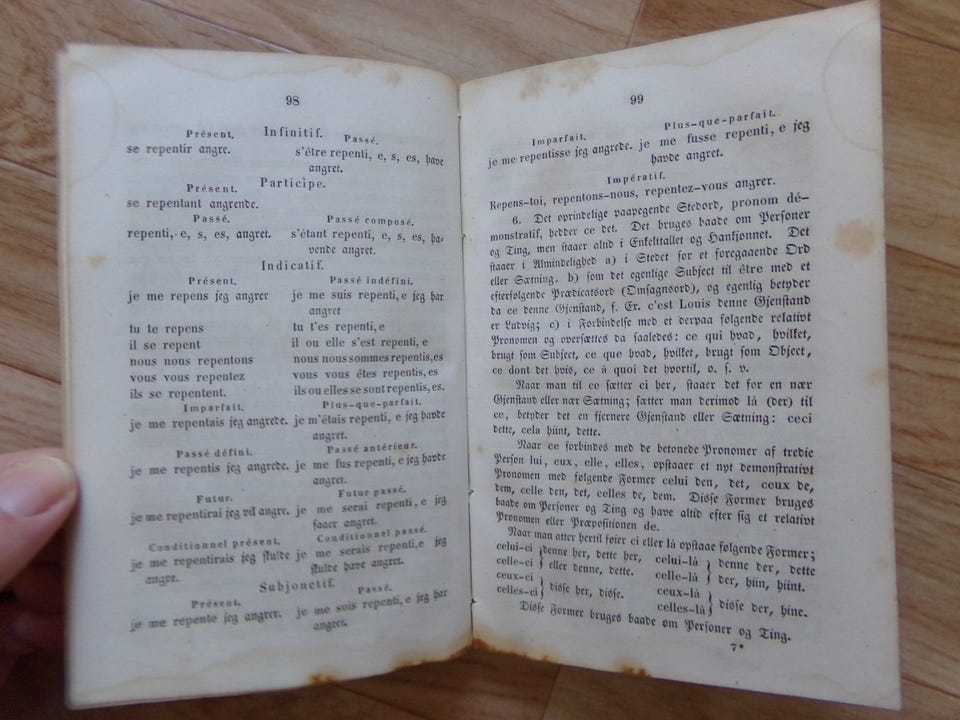 98
Infinitif.
Présent. Passé.
se repentir angre. s'être repenti, e, s, es, have
angret.
Participe.
Présent.
se repentant angrende.
Passé. Passé composé.
repenti, e, s, es, angret. s'étant repenti, e, s, es, ha-
vende angret.
Indicatif.
Présent. Passé indéfini.
je me repens jeg angrer je me suis repenti, e jeg har
angret
tu te repens tu t'es repenti, e
il se repent il ou elle s'est repenti, e
nous nous repentons nous nous sommes repentis, es
vous vous repentez vous vous êtes repentis, es
ils se repentent. ils ou elles se sont repentis, es.
Imparfait. Plus-que-parfait.
je me repentais jeg angrede. je m'étais repenti, e jeg havde
angret.
Passé défini. Passé antérieur.
je me repentis jeg angrede. je me fus repenti, e jeg havde
angret.
Futur. Futur passé.
je me repentirai jeg vil angre. je me serai repenti, e jeg
faaer angret.
Conditionnel présent. Conditionnel passé.
je me repentirais jeg skulde je me serais repenti, e jeg
angre. skulde have angret.
Subjonctif.
Présent. Passé.
je me repente jeg angrer. je me sois repenti, e jeg har
angret.
99
Imparfait. Plus-que-parfait.
je me repentisse jeg angrede. je me fusse repenti, e jeg
havde angret.
Impératif.
Repens-toi, repentons-nous, repentez-vous angrer.
6. Det oprindelige paapegende Stedord, pronom dé-
monstratif, hedder ce det. Det bruges baade om Personer
og Ting, men staaer altid i Enkelttallet og Hankjønnet. Det
staaer i Almindelighed a) i Stedet for et foregaaende Ord
eller Sætning, b) som det egenlige Subject til être med et
efterfølgende Prædicatsord (Omsagnsord), og egenlig betyder
da ce denne Gjenstand, f. Ex. c'est Louis denne Gjenstand
er Ludvig; c) i Forbindelse med et derpaa følgende relativt
Pronomen og oversættes da saaledes: ce qui hvad, hvilket,
brugt som Subject, ce que hvad, hvilket, brugt som Object,
ce dont det hvis, ce à quoi det hvortil, o. s. v.
Naar man til ce sætter ci her, staaer det for en nær
Gjenstand eller nær Sætning; sætter man derimod là (der) til
ce, betyder det en fjernere Gjenstand eller Sætning: ceci
dette, cela hiint, dette.
Naar ce forbindes med de betonede Pronomer af tredie
Person lui, eux, elle, elles, opstaaer et nyt demonstrativt
Pronomen med følgende Former celui den, det, ceux de,
dem, celle den, det, celles de, dem. Disse Former bruges
baade om Personer og Ting og have altid efter sig et relativt
Pronomen eller Præpositionen de.
Naar man atter hertil føier ci eller là opstaae følgende Former;
celui-ci } denne her, dette her, celui-là } denne der, dette
celle-ci } eller denne, dette. celle-là } der, hiin, hiint.
ceux-ci } disse her, disse. ceux-là } disse der, hine.
celles-ci } celles-là }
Disse Former bruges baade om Personer og Ting.
7*